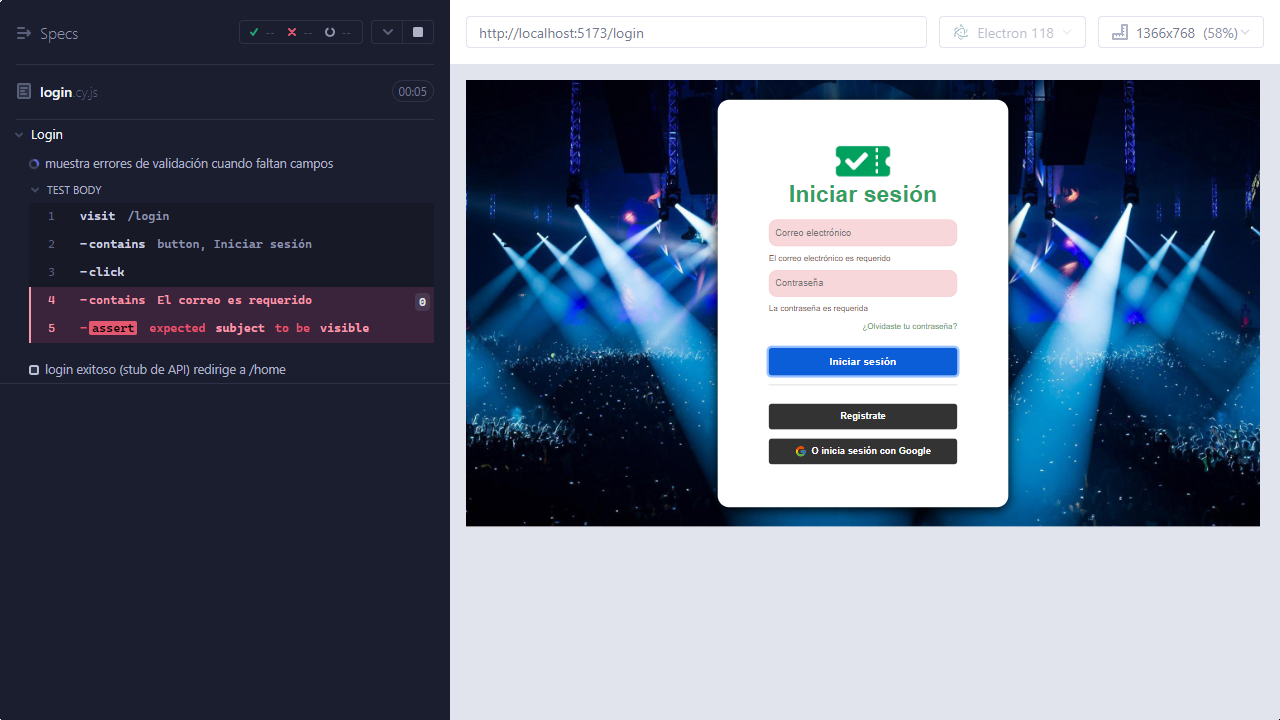 Specs
-- -- --
login cy.js
00:05
Login
muestra errores de validación cuando faltan campos
TEST BODY
1 visit /login
2 -contains button, Iniciar sesión
3 -click
4 -contains El correo es requerido 0
5 -assert expected subject to be visible
login exitoso (stub de API) redirige a /home
http://localhost:5173/login
Electron 118
1366x768 (58%)
Iniciar sesión
Correo electrónico
El correo electrónico es requerido
Contraseña
La contraseña es requerida
¿Olvidaste tu contraseña?
Iniciar sesión
Registrate
O inicia sesión con Google